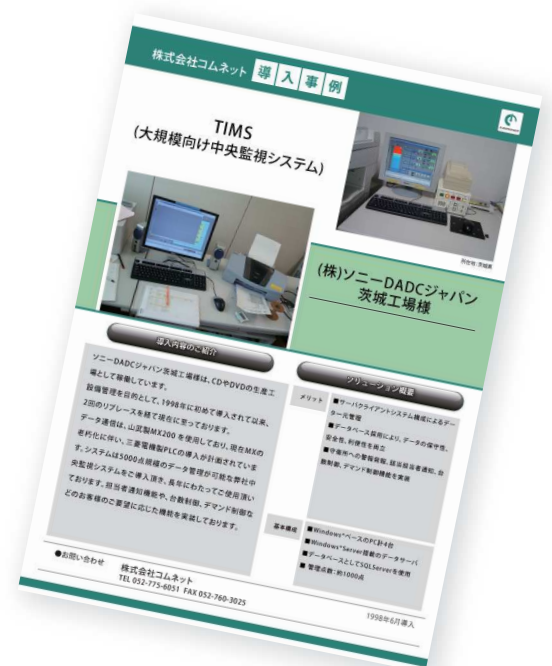 株式会社コムネット 導入事例
TIMS
(大規模向け中央監視システム)
所在地:茨城県
(株)ソニーDADCジャパン
茨城工場様
導入内容のご紹介
ソニーDADCジャパン茨城工場様は、CDやDVDの生産工
場として稼働しています。
設備管理を目的として、1998年に初めて導入されて以来、
2回のリプレースを経て現在に至っております。
データ通信は、山武製MX200を使用しており、現在MXの
老朽化に伴い、三菱電機製PLCの導入が計画されていま
す。システムは5000点規模のデータ管理が可能な弊社中
央監視システムをご導入頂き、長年にわたってご使用頂い
ております。担当者通知機能や、台数制御、デマンド制御な
どのお客様のご要望に応じた機能を実装しております。
ソリューション概要
メリット
■サーバクライアントシステム構成によるデー
ター元管理
■データベース採用により、データの保守性、
安全性、利便性を両立
■守衛所への警報発報、該当担当者通知、台
数制御、デマンド制御機能を実装
基本構成
■Windows®ベースのPC計4台
■Windows®Server搭載のデータサーバ
■データベースとしてSQLServerを使用
■ 管理点数:約1000点
●お問い合わせ 株式会社コムネット
TEL 052-775-6051 FAX 052-760-3025
1998年6月導入